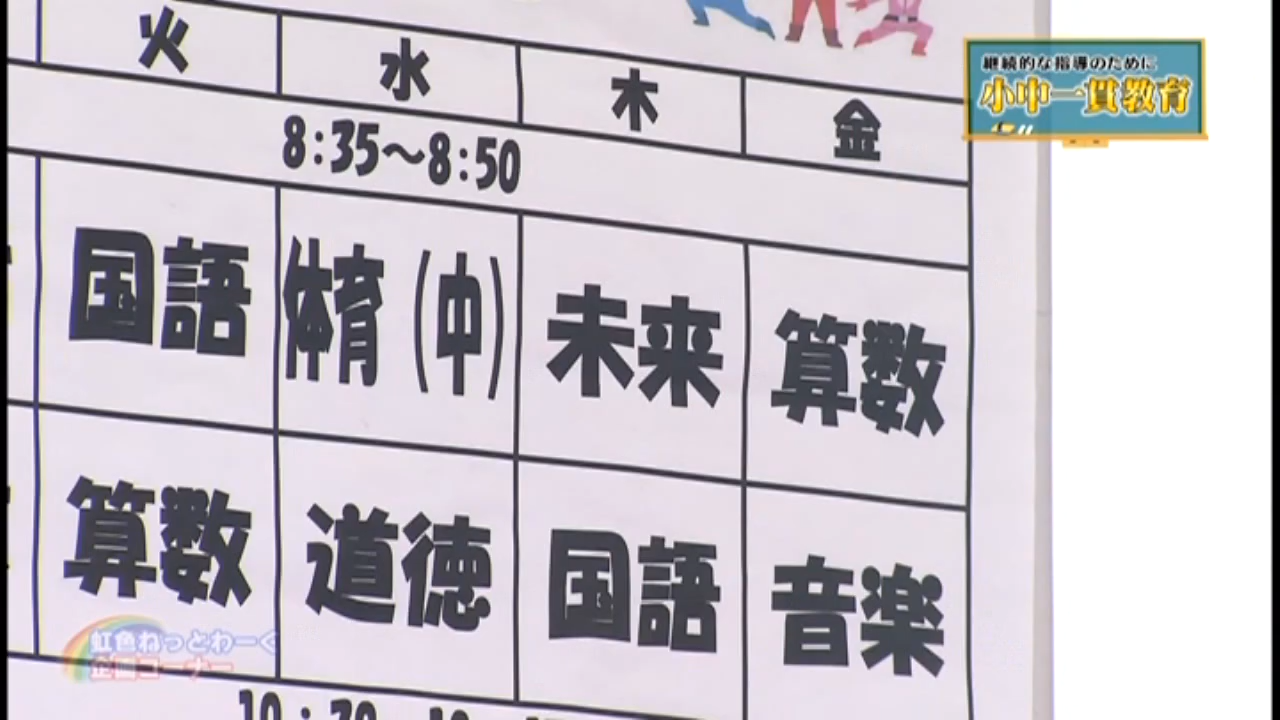 継続的な指導のために
小中一貫教育
火 水 木 金
8:35～8:50
国語 体育(中) 未来 算数
算数 道徳 国語 音楽
虹色ねっとわーく
企画コーナー